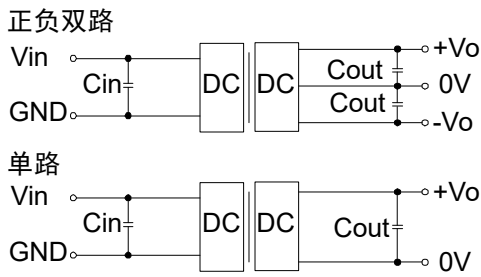 正负双路
Vin
Cin
GND
DC DC
Cout
Cout
+Vo
0V
-Vo
单路
Vin
Cin
GND
DC DC
Cout
+Vo
0V